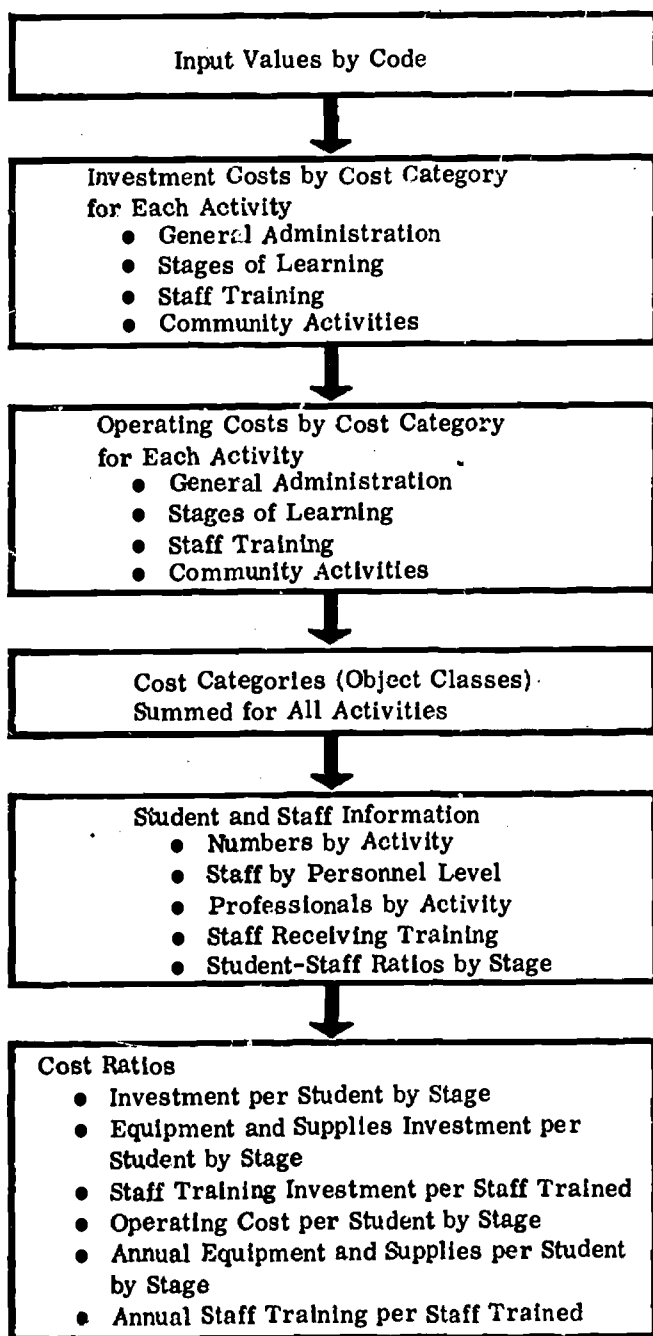 Input Values by Code
Investment Costs by Cost Category
for Each Activity
● General Administration
● Stages of Learning
● Staff Training
● Community Activities
Operating Costs by Cost Category
for Each Activity
● General Administration
● Stages of Learning
● Staff Training
● Community Activities
Cost Categories (Object Classes)
Summed for All Activities
Student and Staff Information
● Numbers by Activity
● Staff by Personnel Level
● Professionals by Activity
● Staff Receiving Training
● Student-Staff Ratios by Stage
Cost Ratios
● Investment per Student by Stage
● Equipment and Supplies Investment per
Student by Stage
● Staff Training Investment per Staff Trained
● Operating Cost per Student by Stage
● Annual Equipment and Supplies per Student
by Stage
● Annual Staff Training per Staff Trained